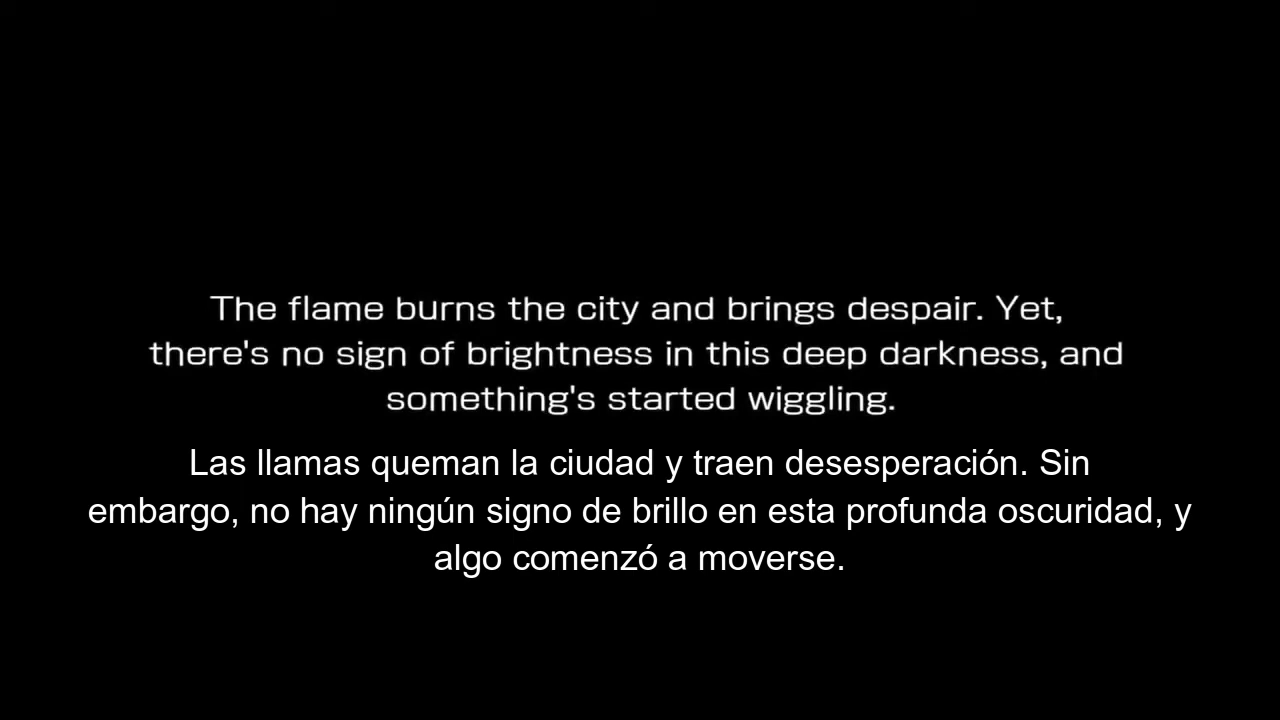 The flame burns the city and brings despair. Yet,
there's no sign of brightness in this deep darkness, and
something's started wiggling.
Las llamas queman la ciudad y traen desesperación. Sin
embargo, no hay ningún signo de brillo en esta profunda oscuridad, y
algo comenzó a moverse.